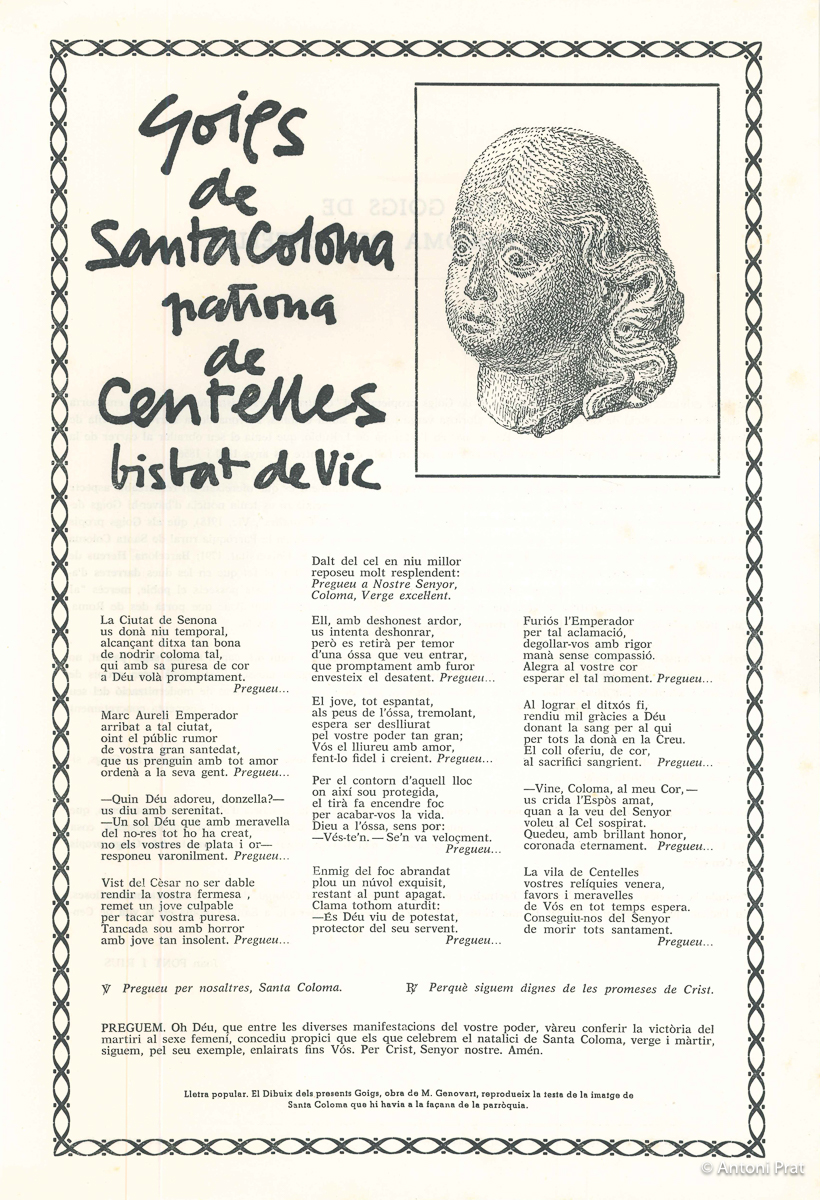 Goigs
de
Santa Coloma
patrona
de
Centelles
bisbat de Vic
Dalt del cel en niu millor
reposeu molt resplendent:
Pregueu a Nostre Senyor,
Coloma, Verge excel·lent.
La Ciutat de Senona
us donà niu temporal,
alcançant ditxa tan bona
de nodrir coloma tal,
qui amb sa puresa de cor
a Déu volà promptament.
Pregueu...
Marc Aureli Emperador
arribat a tal ciutat,
oint el públic rumor
de vostra gran santedat,
que us prenguin amb tot amor
ordenà a la seva gent. Pregueu...
—Quin Déu adoreu, donzella?—
us diu amb serenitat.
—Un sol Déu que amb meravella
del no-res tot ho ha creat,
no els vostres de plata i or—
responeu varonilment. Pregueu...
Vist del Cèsar no ser dable
rendir la vostra fermesa ,
remet un jove culpable
per tacar vostra puresa.
Tancada sou amb horror
amb jove tan insolent. Pregueu...
Ell, amb deshonest ardor,
us intenta deshonrar,
però es retirà per temor
d'una óssa que veu entrar,
que promptament amb furor
envesteix el desatent. Pregueu...
El jove, tot espantat,
als peus de l'óssa, tremolant,
espera ser deslliurat
pel vostre poder tan gran;
Vós el lliureu amb amor,
fent-lo fidel i creient. Pregueu...
Per el contorn d'aquell lloc
on així sou protegida,
el tirà fa encendre foc
per acabar-vos la vida.
Dieu a l'óssa, sens por:
—Vés-te'n. — Se'n va veloçment.
Pregueu...
Enmig del foc abrandat
plou un núvol exquisit,
restant al punt apagat.
Clama tothom aturdit:
—És Déu viu de potestat,
protector del seu servent.
Pregueu...
Furiós l'Emperador
per tal aclamació,
degollar-vos amb rigor
manà sense compassió.
Alegra al vostre cor
esperar el tal moment. Pregueu...
Al lograr el ditxós fi,
rendiu mil gràcies a Déu
donant la sang per al qui
per tots la donà en la Creu.
El coll oferiu, de cor,
al sacrifici sangrient. Pregueu...
—Vine, Coloma, al meu Cor,—
us crida l'Espòs amat,
quan a la veu del Senyor
voleu al Cel sospirat.
Quedeu, amb brillant honor,
coronada eternament. Pregueu...
La vila de Centelles
vostres relíquies venera,
favors i meravelles
de Vós en tot temps espera.
Conseguiu-nos del Senyor
de morir tots santament.
Pregueu...
℣ Pregueu per nosaltres, Santa Coloma. ℟ Perquè siguem dignes de les promeses de Crist.
PREGUEM. Oh Déu, que entre les diverses manifestacions del vostre poder, vàreu conferir la victòria del
martiri al sexe femení, concediu propici que els que celebrem el natalici de Santa Coloma, verge i màrtir,
siguem, pel seu exemple, enlairats fins Vós. Per Crist, Senyor nostre. Amén.
Lletra popular. El Dibuix dels presents Goigs, obra de M. Genovart, reprodueix la testa de la imatge de
Santa Coloma que hi havia a la façana de la parròquia.
© Antoni Prat